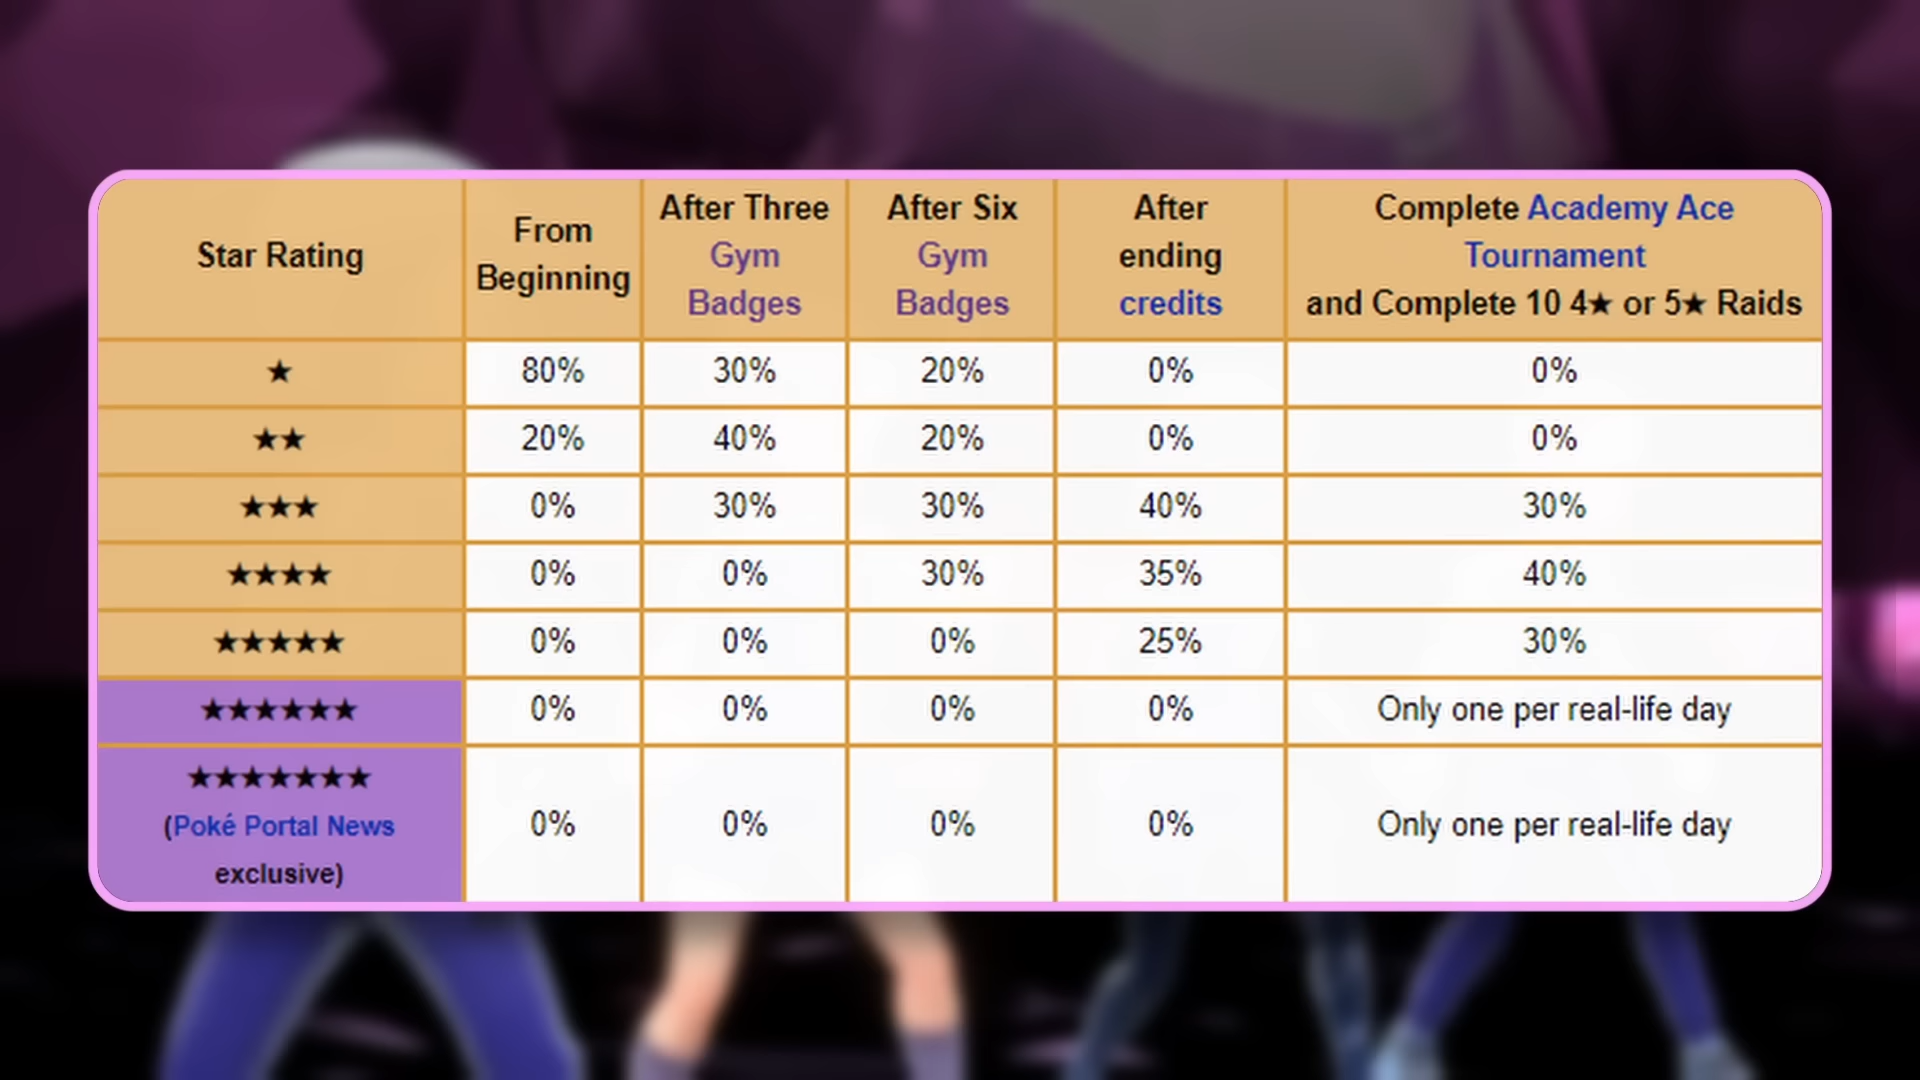 Star Rating
From
Beginning
After Three
Gym
Badges
After Six
Gym
Badges
After
ending
credits
Complete Academy Ace
Tournament
and Complete 10 4★ or 5★ Raids
★ 80% 30% 20% 0% 0%
★★ 20% 40% 20% 0% 0%
★★★ 0% 30% 30% 40% 30%
★★★★ 0% 0% 30% 35% 40%
★★★★★ 0% 0% 0% 25% 30%
★★★★★★ 0% 0% 0% 0% Only one per real-life day
★★★★★★★
(Poké Portal News
exclusive)
0% 0% 0% 0% Only one per real-life day